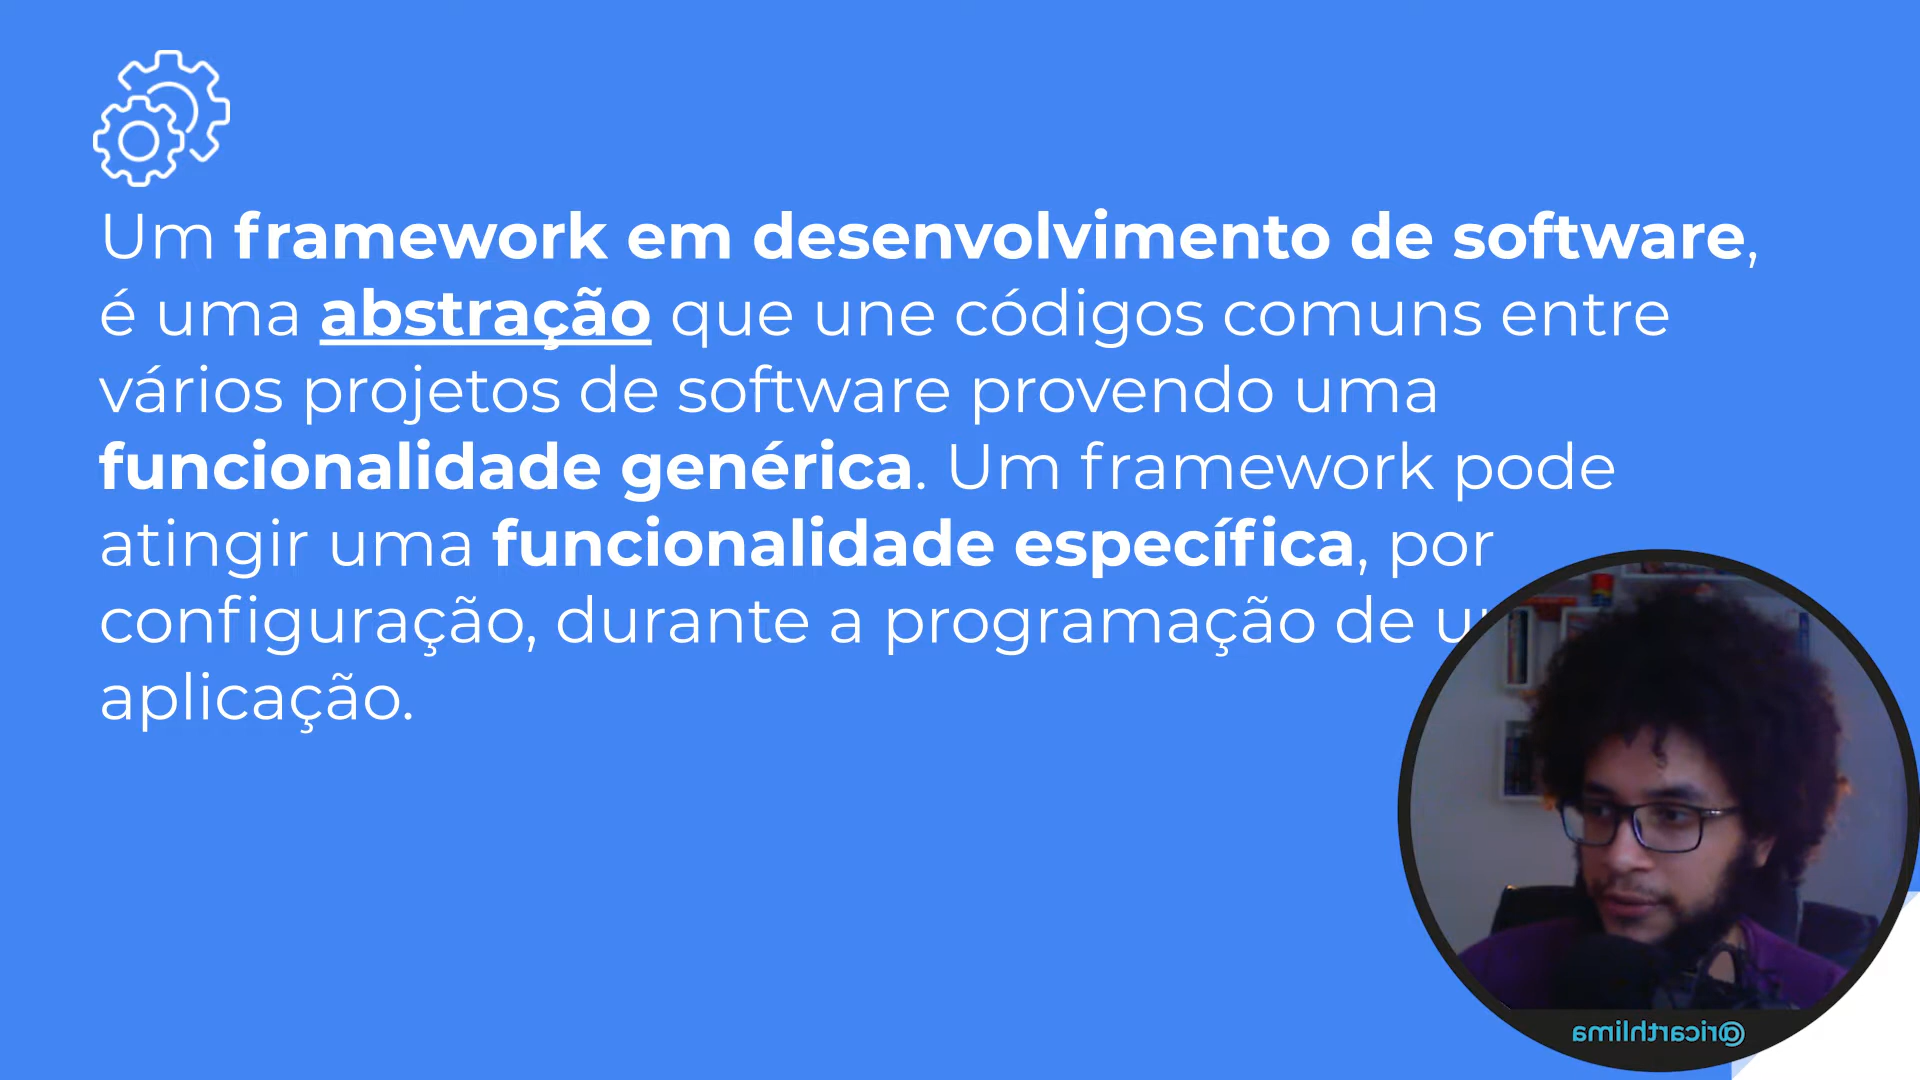 Um framework em desenvolvimento de software,
é uma abstração que une códigos comuns entre
vários projetos de software provendo uma
funcionalidade genérica. Um framework pode
atingir uma funcionalidade específica, por
configuração, durante a programação de
aplicação.
@ricarthlima